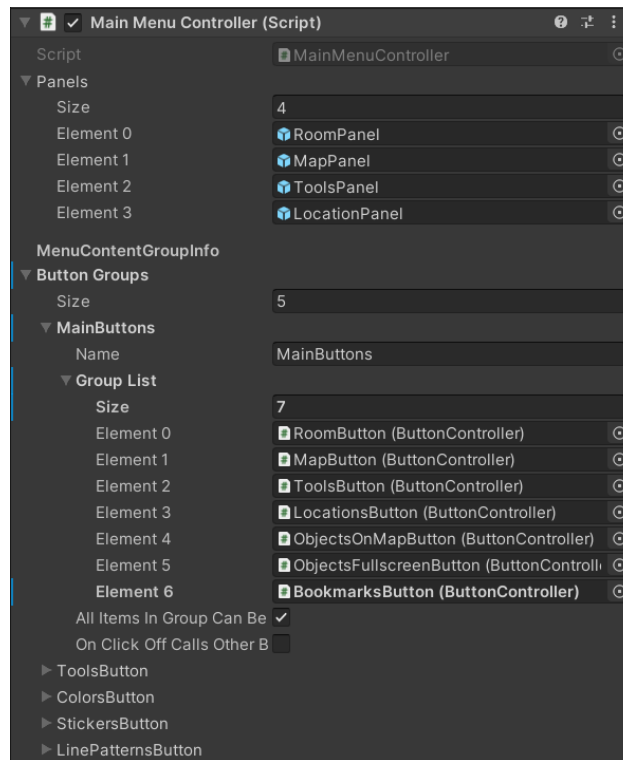 Main Menu Controller (Script)
Script MainMenuController
Panels
Size 4
Element 0 RoomPanel
Element 1 MapPanel
Element 2 ToolsPanel
Element 3 LocationPanel
MenuContentGroupInfo
Button Groups
Size 5
MainButtons
Name MainButtons
Group List
Size 7
Element 0 RoomButton (ButtonController)
Element 1 MapButton (ButtonController)
Element 2 ToolsButton (ButtonController)
Element 3 LocationsButton (ButtonController)
Element 4 ObjectsOnMapButton (ButtonController)
Element 5 ObjectsFullscreenButton (ButtonControll
Element 6 BookmarksButton (ButtonController)
All Items In Group Can Be
On Click Off Calls Other B
ToolsButton
ColorsButton
StickersButton
LinePatternsButton